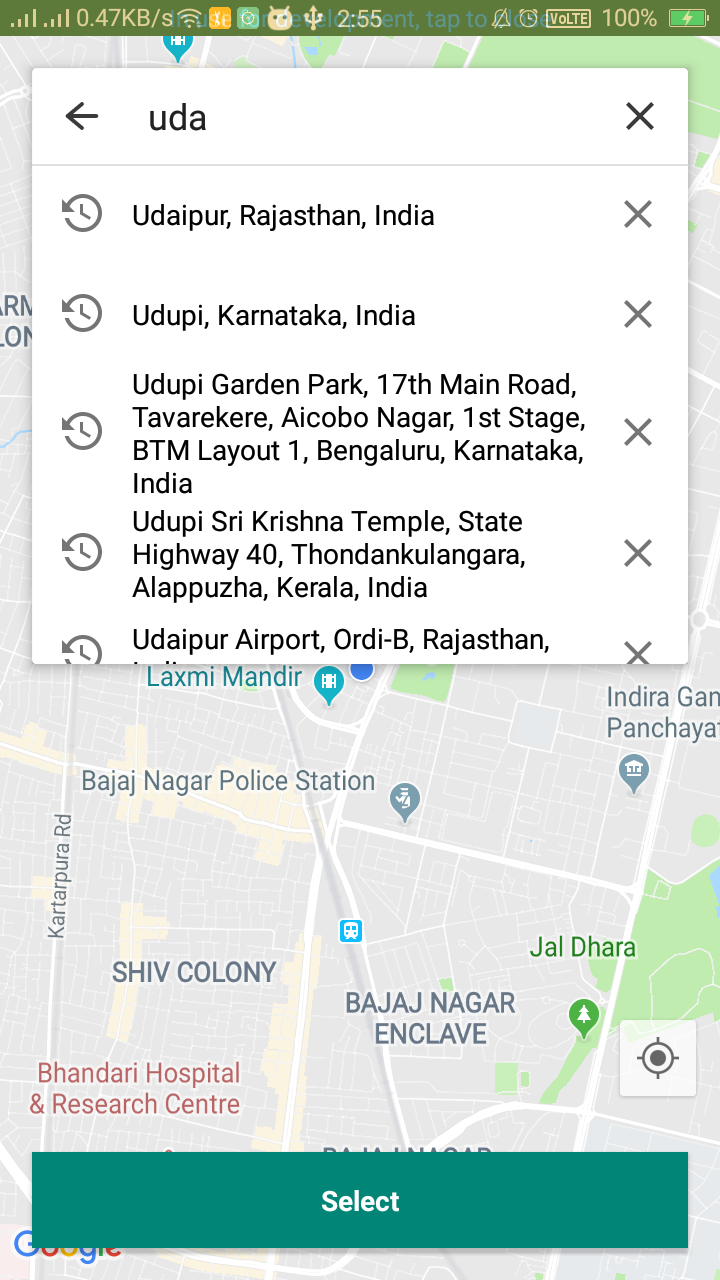 0.47KB/s 2:55 VoLTE 100%
uda
Udaipur, Rajasthan, India
Udupi, Karnataka, India
Udupi Garden Park, 17th Main Road,
Tavarekere, Aicobo Nagar, 1st Stage,
BTM Layout 1, Bengaluru, Karnataka,
India
Udupi Sri Krishna Temple, State
Highway 40, Thondankulangara,
Alappuzha, Kerala, India
Udaipur Airport, Ordi-B, Rajasthan,
Laxmi Mandir
Indira Gan
Panchayat
Bajaj Nagar Police Station
Kartarpura Rd
Jal Dhara
SHIV COLONY
BAJAJ NAGAR
ENCLAVE
Bhandari Hospital
& Research Centre
BAJAJ NAGAR
Select
Google